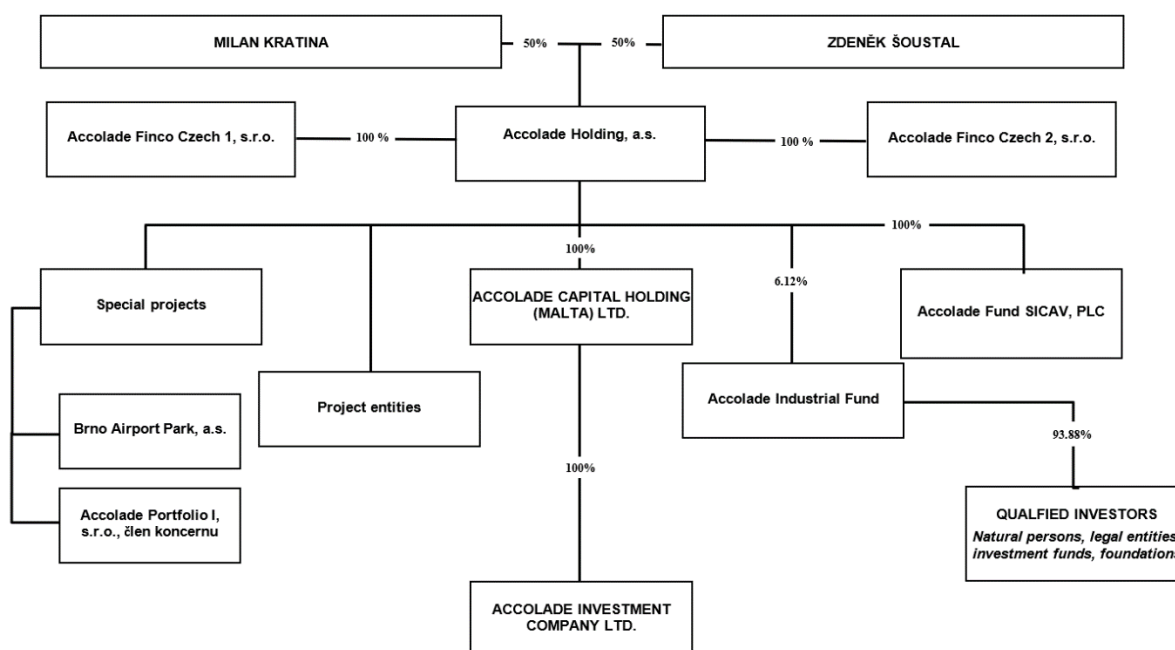 MILAN KRATINA
50%
50%
ZDENĚK ŠOUSTAL
Accolade Finco Czech 1, s.r.o.
100 %
Accolade Holding, a.s.
100 %
Accolade Finco Czech 2, s.r.o.
100%
100%
6.12%
Special projects
ACCOLADE CAPITAL HOLDING
(MALTA) LTD.
Accolade Fund SICAV, PLC
Project entities
Accolade Industrial Fund
Brno Airport Park, a.s.
93.88%
100%
Accolade Portfolio I,
s.r.o., člen koncernu
QUALFIED INVESTORS
Natural persons, legal entities
investment funds, foundations
ACCOLADE INVESTMENT
COMPANY LTD.